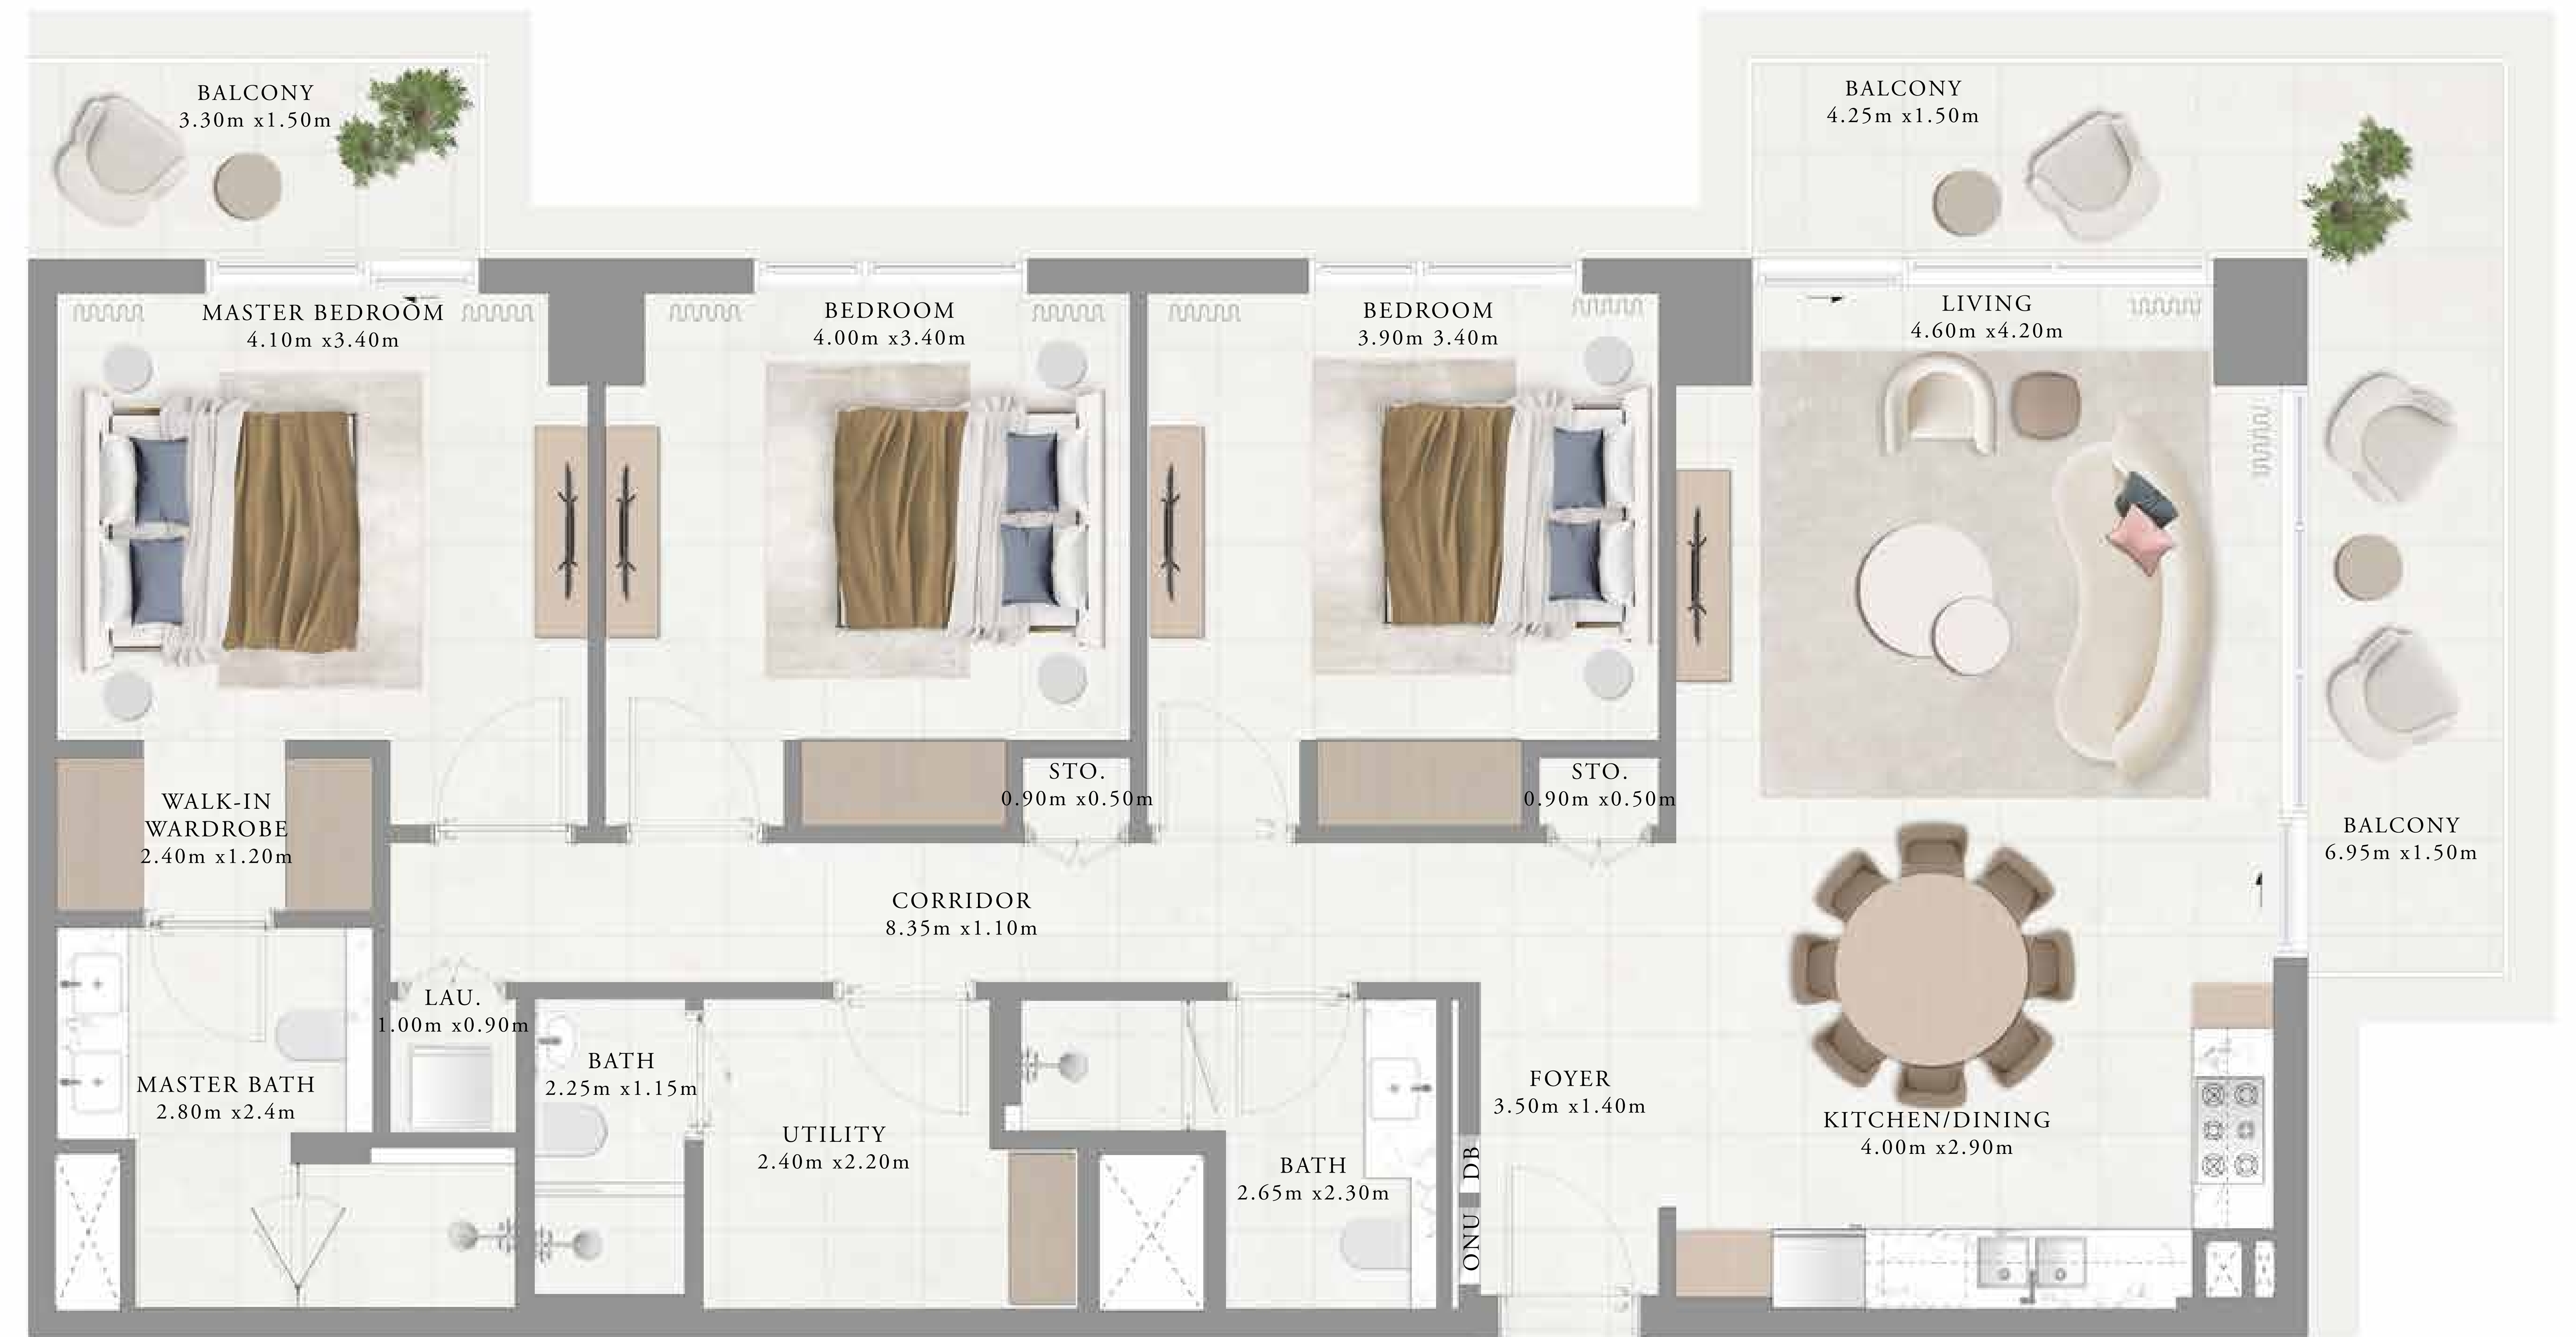 BALCONY
3.30m x1.50m
BALCONY
4.25m x1.50m
MASTER BEDROOM
4.10m x3.40m
BEDROOM
4.00m x3.40m
BEDROOM
3.90m 3.40m
LIVING
4.60m x4.20m
WALK-IN
WARDROBE
2.40m x1.20m
STO.
0.90m x0.50m
STO.
0.90m x0.50m
BALCONY
6.95m x1.50m
CORRIDOR
8.35m x1.10m
LAU.
1.00m x0.90m
MASTER BATH
2.80m x2.4m
BATH
2.25m x1.15m
UTILITY
2.40m x2.20m
BATH
2.65m x2.30m
FOYER
3.50m x1.40m
DB
ONU
KITCHEN/DINING
4.00m x2.90m